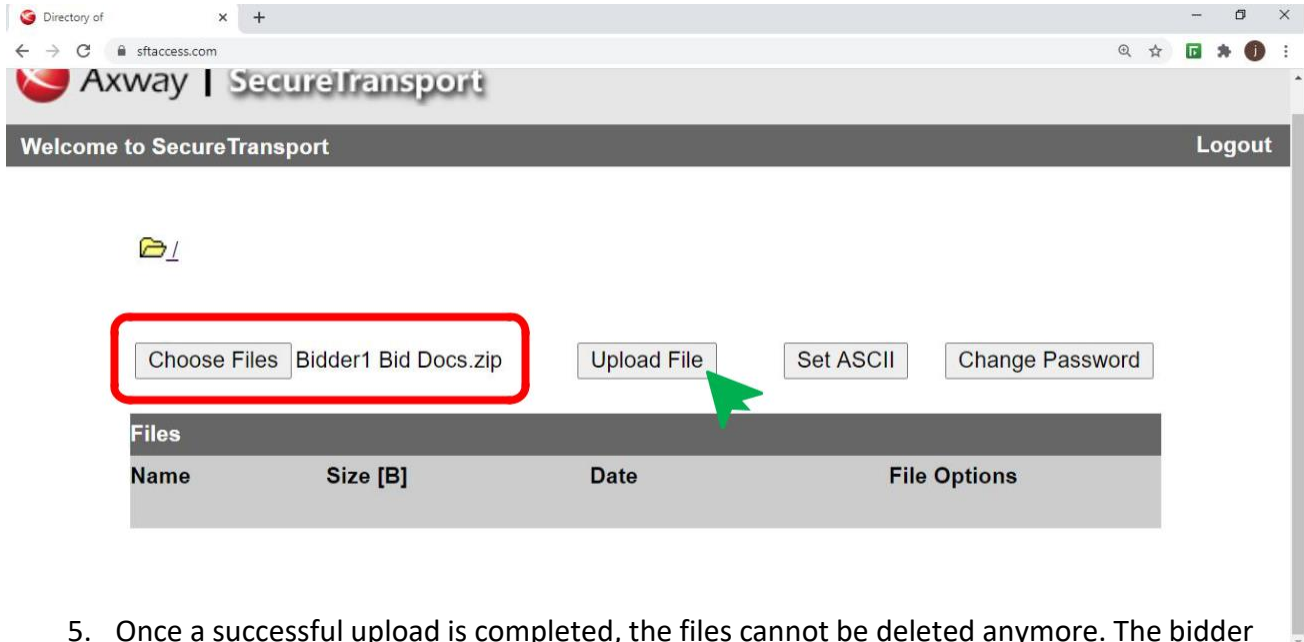 Directory of
sftaccess.com
j
Axway | SecureTransport
Welcome to SecureTransport Logout
/
Choose Files Bidder1 Bid Docs.zip Upload File Set ASCII Change Password
Files
Name Size [B] Date File Options
5. Once a successful upload is completed, the files cannot be deleted anymore. The bidder